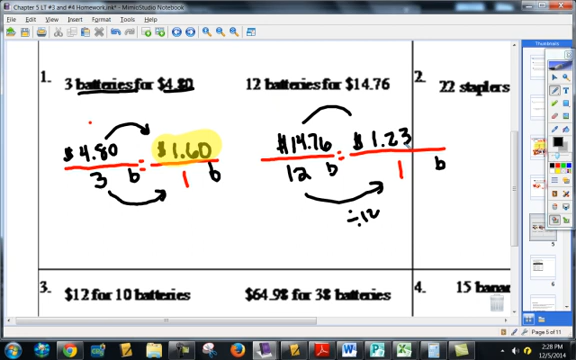 Chapter 5 LT #3 and #4 Homework.ink* - MimioStudio Notebook
File Edit View Insert Format Tools Help
1. 3 batteries for $4.80 12 batteries for $14.76 2. 22 staplers
$4.80 = $1.60
3 b 1 b
$14.76 = $1.23
12 b 1 b
÷12
3. $12 for 10 batteries $64.98 for 38 batteries 4. 15 banan
Thumbnails
5
6
Page 5 of 11
2:28 PM
12/5/2014